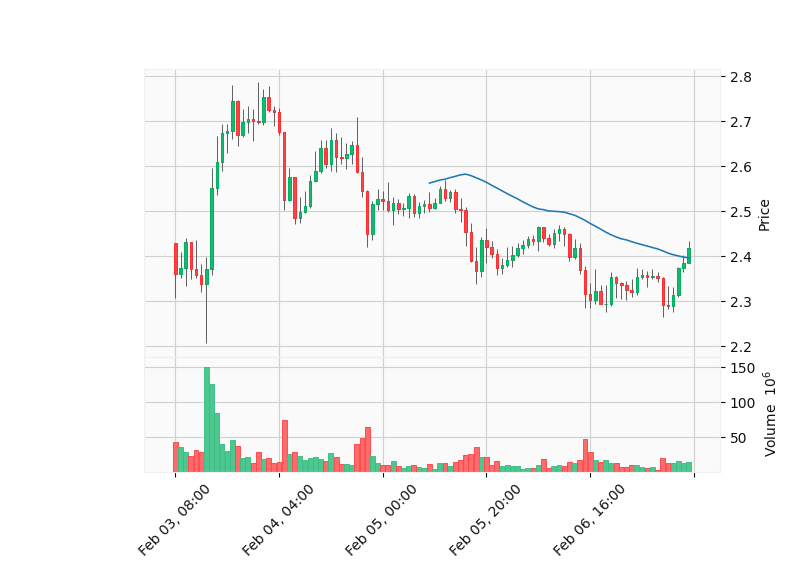 2.8
2.7
2.6
2.5
2.4
2.3
2.2
Price
150
100
50
Volume 10⁶
Feb 03, 08:00
Feb 04, 04:00
Feb 05, 00:00
Feb 05, 20:00
Feb 06, 16:00